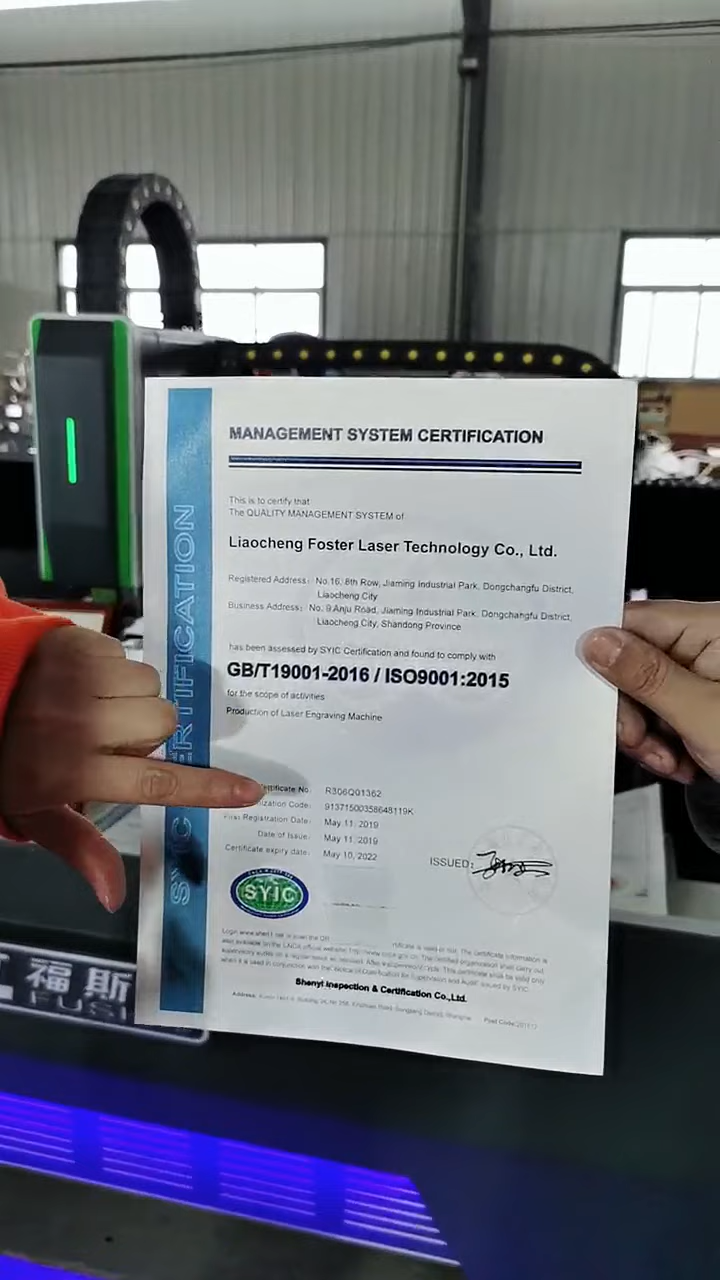 MANAGEMENT SYSTEM CERTIFICATION
This is to certify that
The QUALITY MANAGEMENT SYSTEM of
Liaocheng Foster Laser Technology Co., Ltd.
Registered Address: No.16, 8th Row, Jiaming Industrial Park, Dongchangfu District,
Liaocheng City
Business Address: No. 9 Anju Road, Jiaming Industrial Park, Dongchangfu District,
Liaocheng City, Shandong Province
has been assessed by SYIC Certification and found to comply with
GB/T19001-2016 / ISO9001:2015
for the scope of activities
Production of Laser Engraving Machine
Certificate No: R306Q01362
Code: 91371500358648119K
First Registration Date: May 11, 2019
Date of Issue: May 11, 2019
Certificate expiry date: May 10, 2022
ISSUED:
SYIC
Shenyi Inspection & Certification Co.,Ltd.
Address:
Post Code:
SYIC CERTIFICATION
福斯
FUS